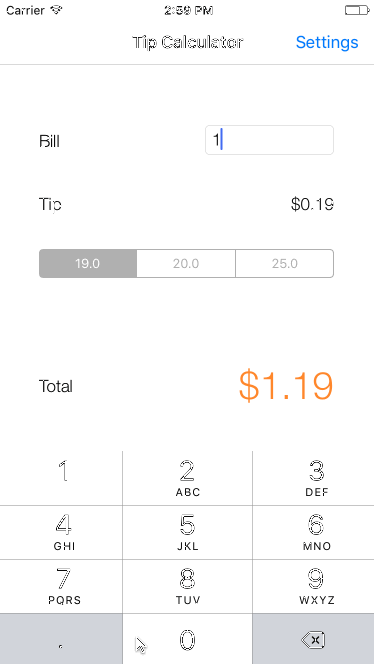 Carrier 2:59 PM
Tip Calculator Settings
Bill 1
Tip $0.19
19.0 20.0 25.0
Total $1.19
1 2 3
ABC DEF
4 5 6
GHI JKL MNO
7 8 9
PQRS TUV WXYZ
. 0